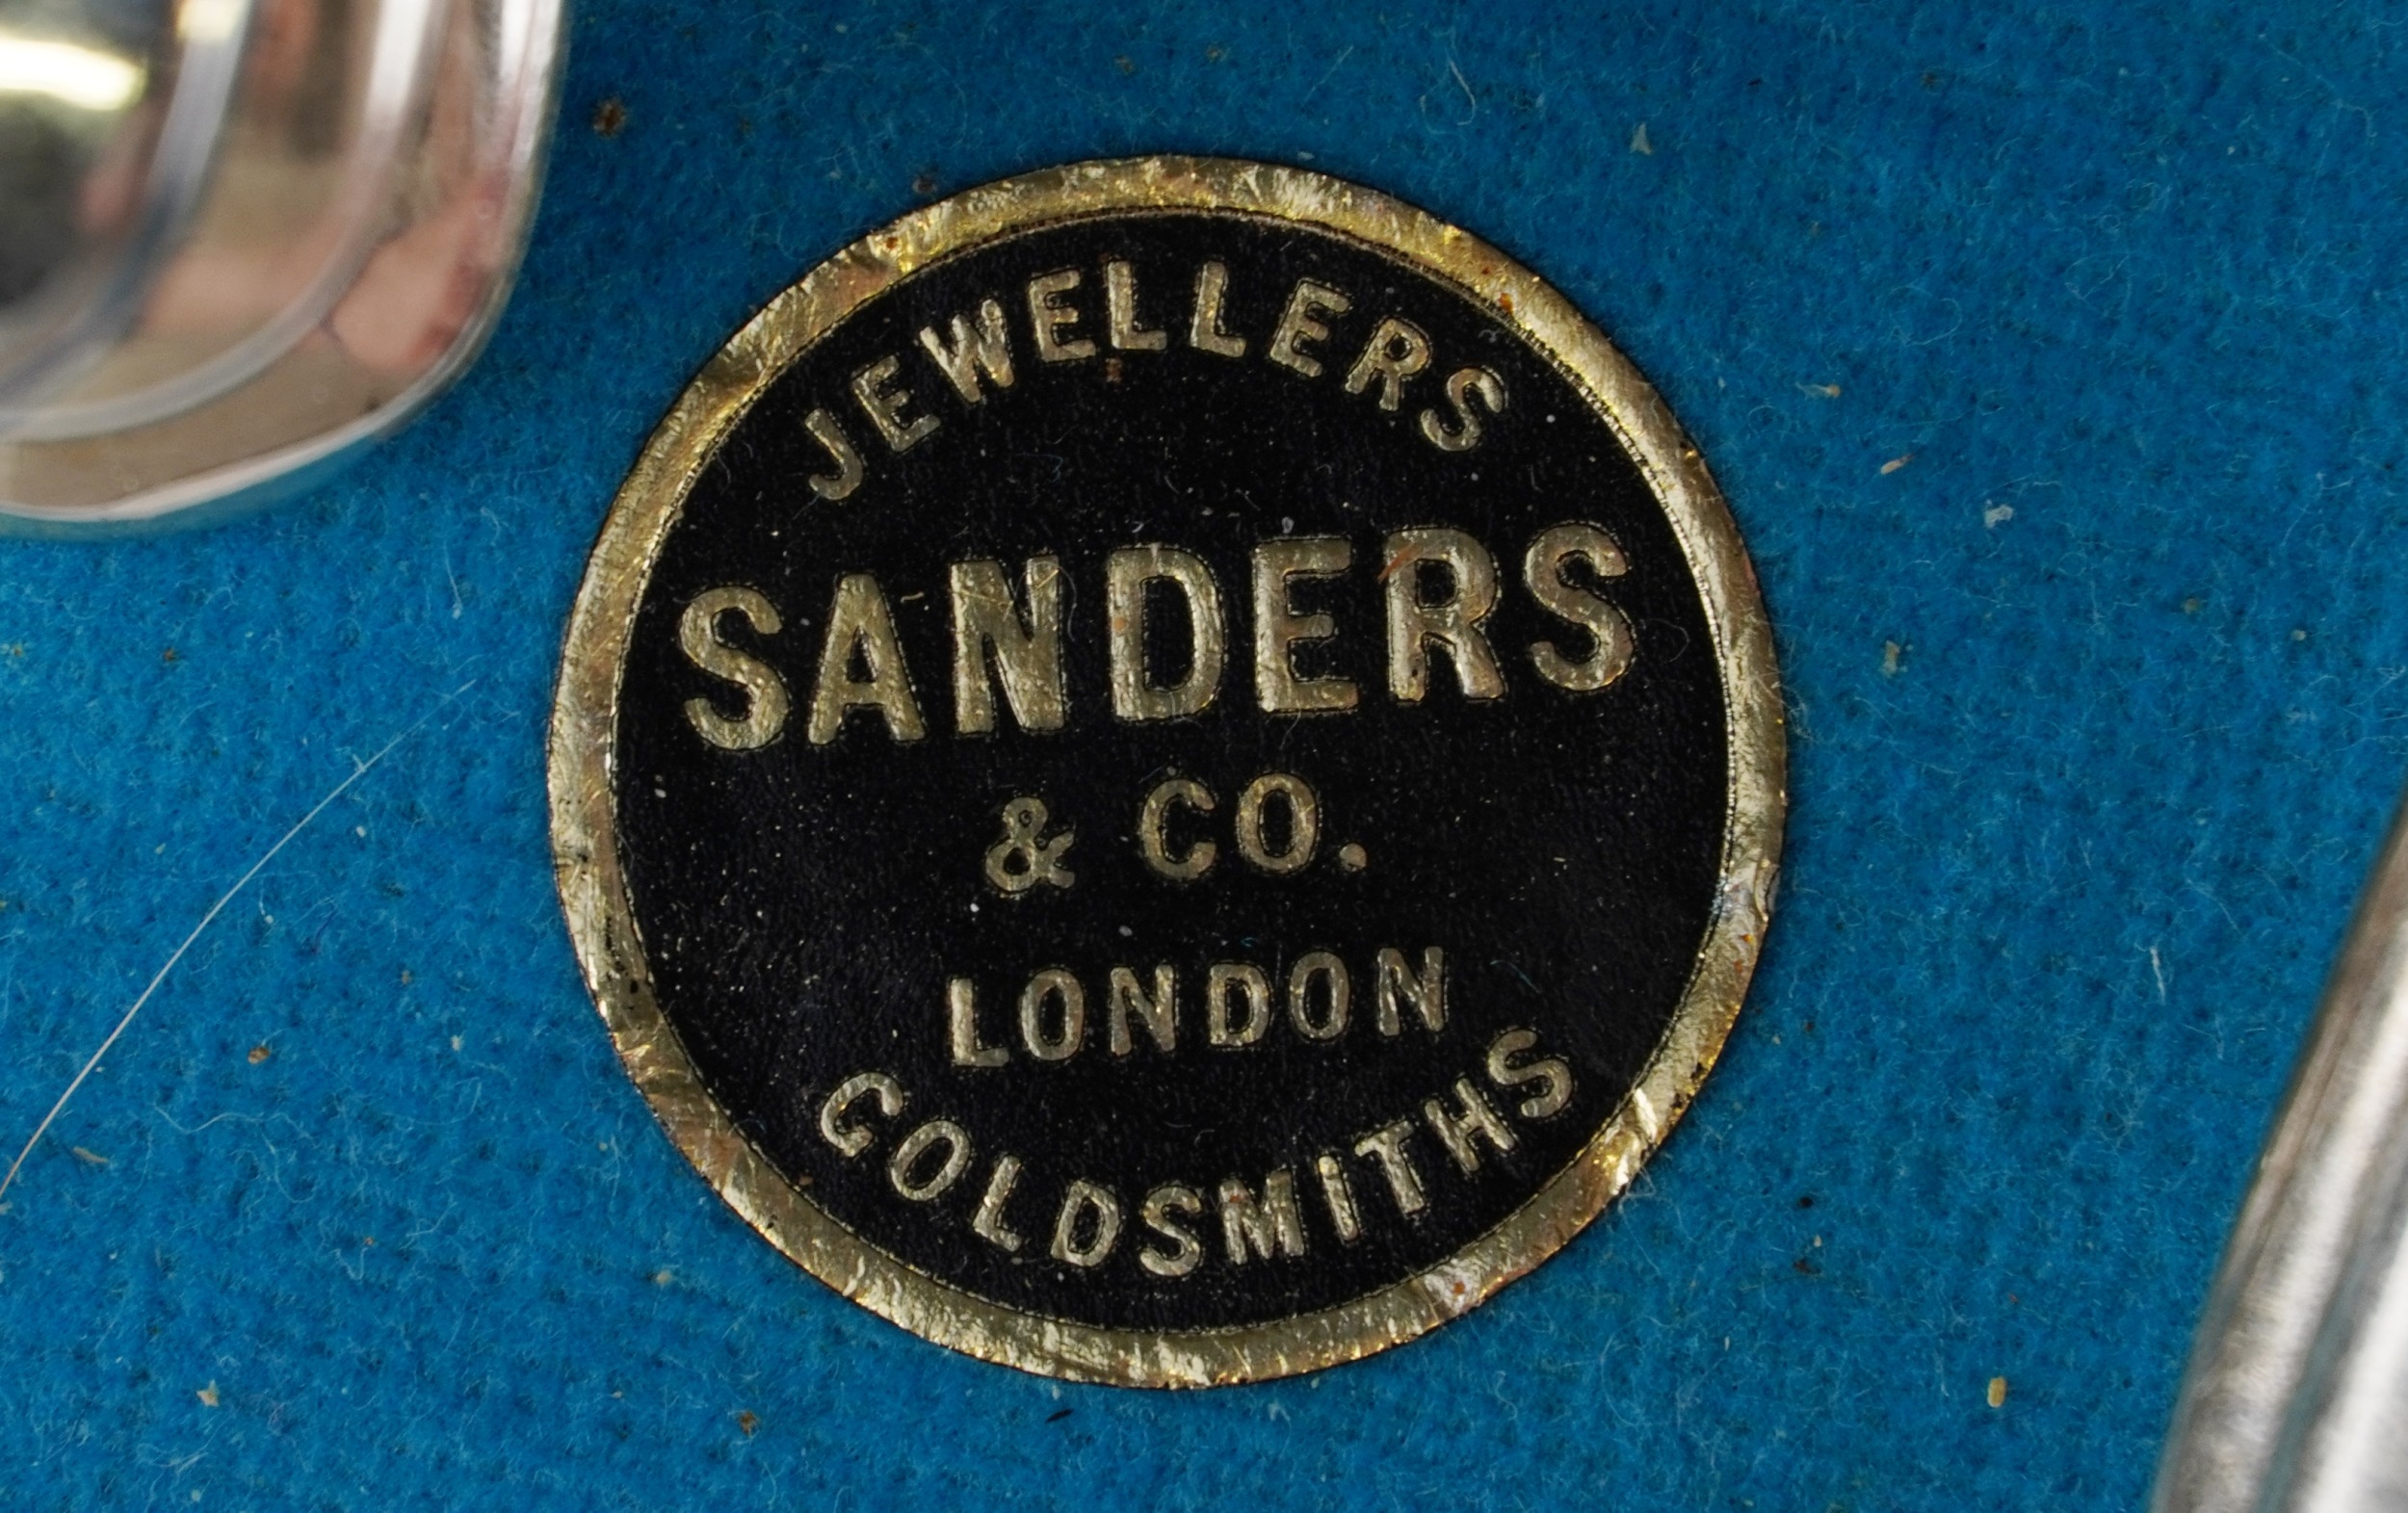 JEWELLERS
SANDERS
& CO.
LONDON
GOLDSMITHS